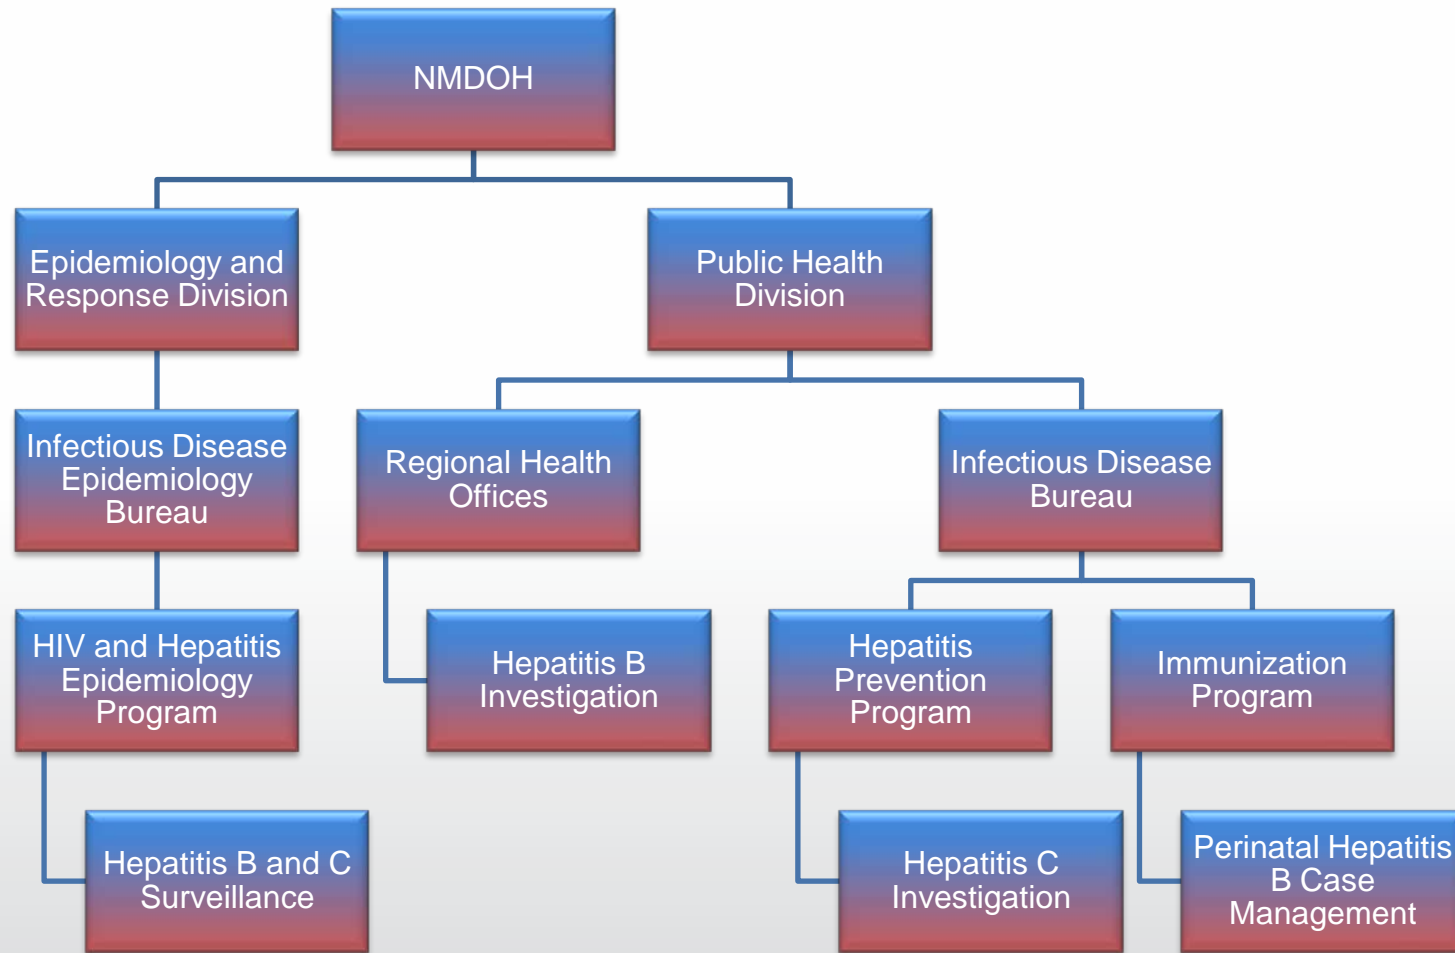 NMDOH
Epidemiology and
Response Division
Public Health
Division
Infectious Disease
Epidemiology
Bureau
Regional Health
Offices
Infectious Disease
Bureau
HIV and Hepatitis
Epidemiology
Program
Hepatitis B
Investigation
Hepatitis
Prevention
Program
Immunization
Program
Hepatitis B and C
Surveillance
Hepatitis C
Investigation
Perinatal Hepatitis
B Case
Management